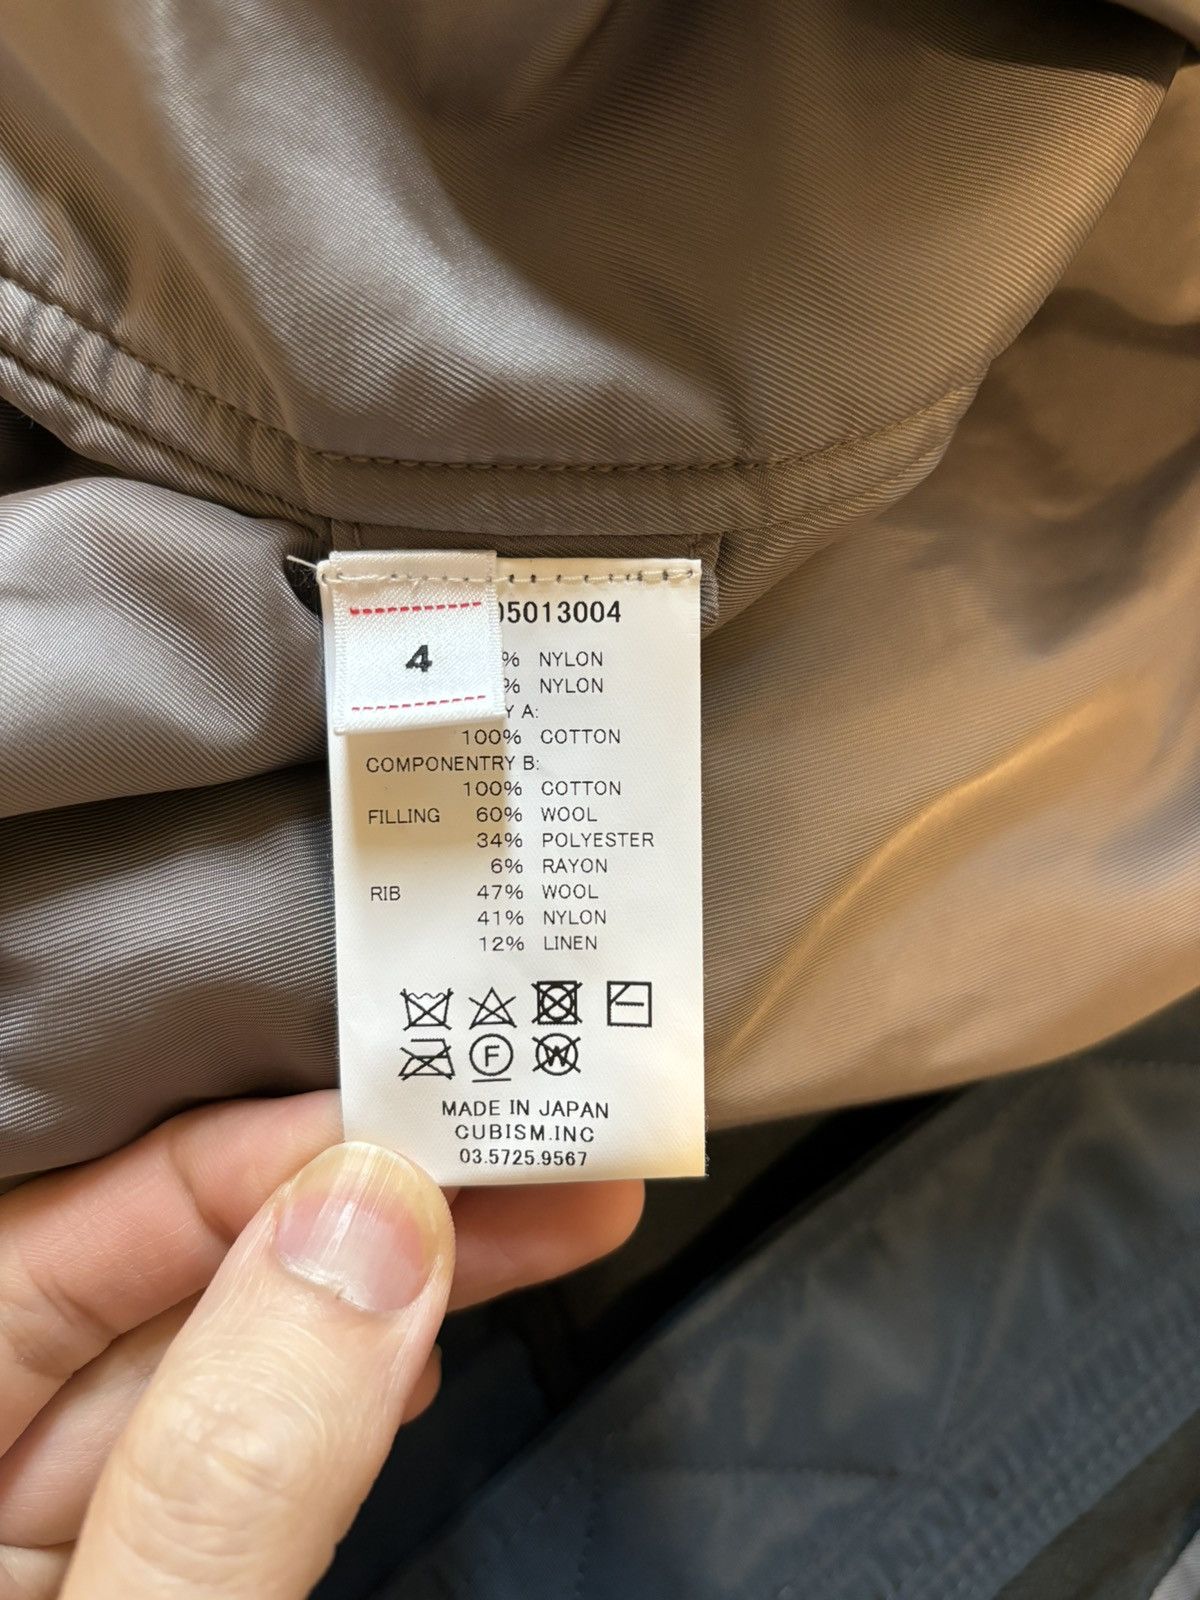 4
05013004
% NYLON
% NYLON
Y A:
100% COTTON
COMPONENTRY B:
100% COTTON
FILLING 60% WOOL
34% POLYESTER
6% RAYON
RIB 47% WOOL
41% NYLON
12% LINEN
F
W
MADE IN JAPAN
CUBISM.INC
03.5725.9567